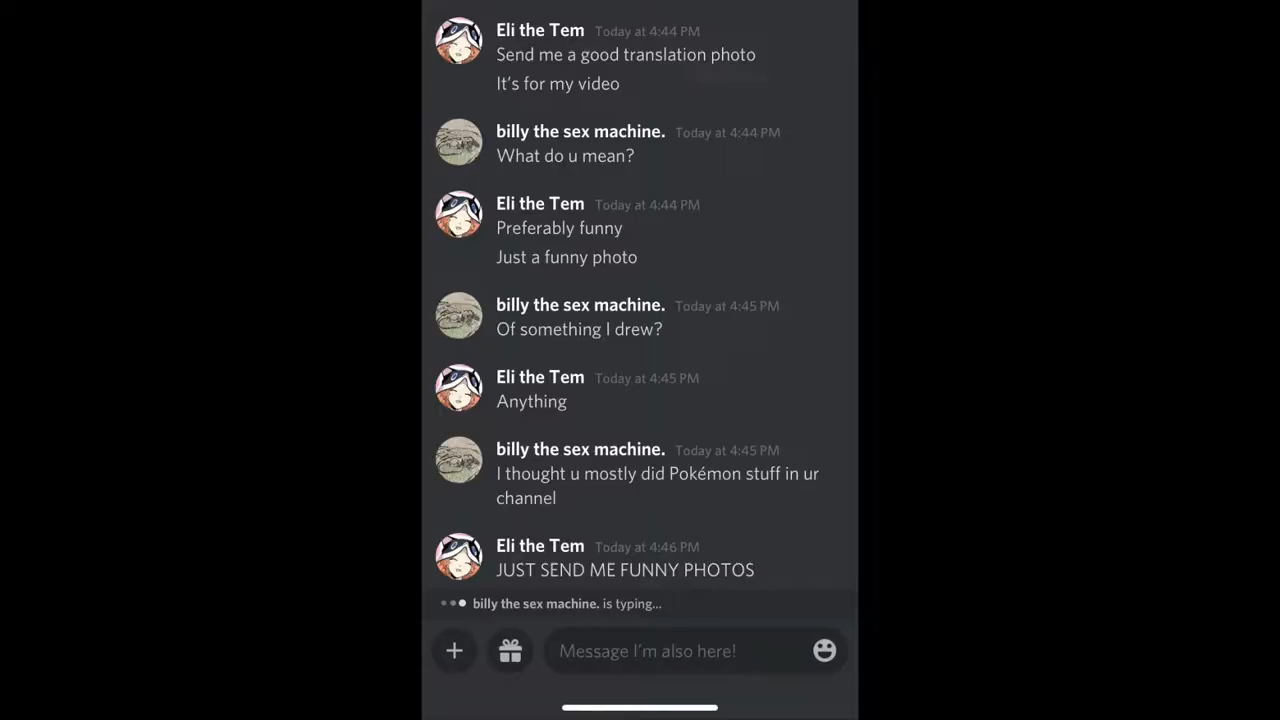 Eli the Tem Today at 4:44 PM
Send me a good translation photo
It's for my video
billy the sex machine. Today at 4:44 PM
What do u mean?
Eli the Tem Today at 4:44 PM
Preferably funny
Just a funny photo
billy the sex machine. Today at 4:45 PM
Of something I drew?
Eli the Tem Today at 4:45 PM
Anything
billy the sex machine. Today at 4:45 PM
I thought u mostly did Pokémon stuff in ur
channel
Eli the Tem Today at 4:46 PM
JUST SEND ME FUNNY PHOTOS
billy the sex machine. is typing...
Message I'm also here!